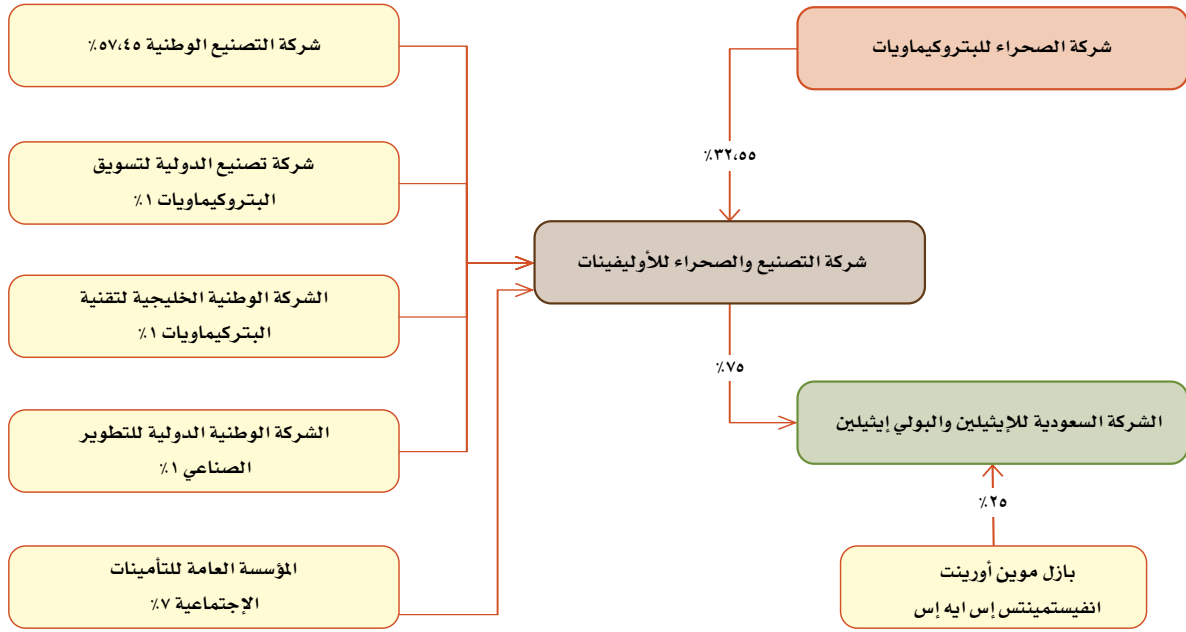 شركة الصحراء للبتروكيماويات
شركة التصنيع الوطنية ٥٧،٤٥٪
٣٢،٥٥٪
شركة تصنيع الدولية لتسويق
البتروكيماويات ١٪
شركة التصنيع والصحراء للأوليفينات
الشركة الوطنية الخليجية لتقنية
البتركيماويات ١٪
٧٥٪
الشركة السعودية للإيثيلين والبولي إيثيلين
الشركة الوطنية الدولية للتطوير
الصناعي ١٪
٢٥٪
بازل موين أورينت
انفيستمينتس إس ايه إس
المؤسسة العامة للتأمينات
الإجتماعية ٧٪